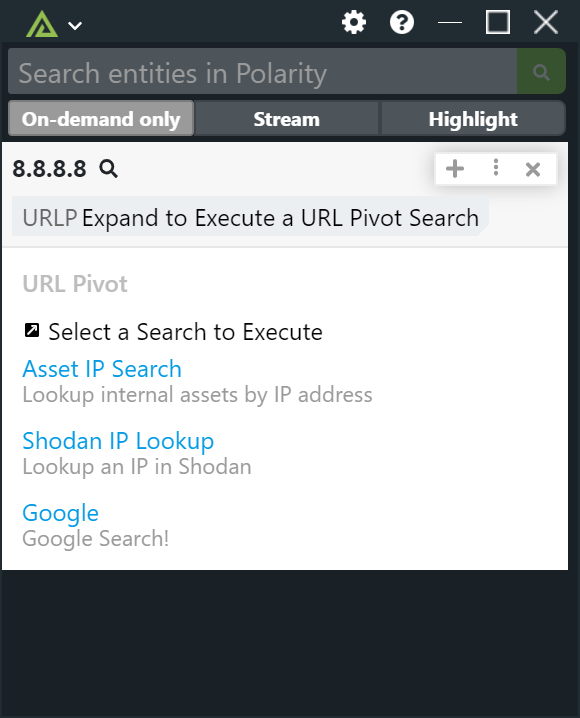 Search entities in Polarity
On-demand only Stream Highlight
8.8.8.8
URLP Expand to Execute a URL Pivot Search
URL Pivot
Select a Search to Execute
Asset IP Search
Lookup internal assets by IP address
Shodan IP Lookup
Lookup an IP in Shodan
Google
Google Search!